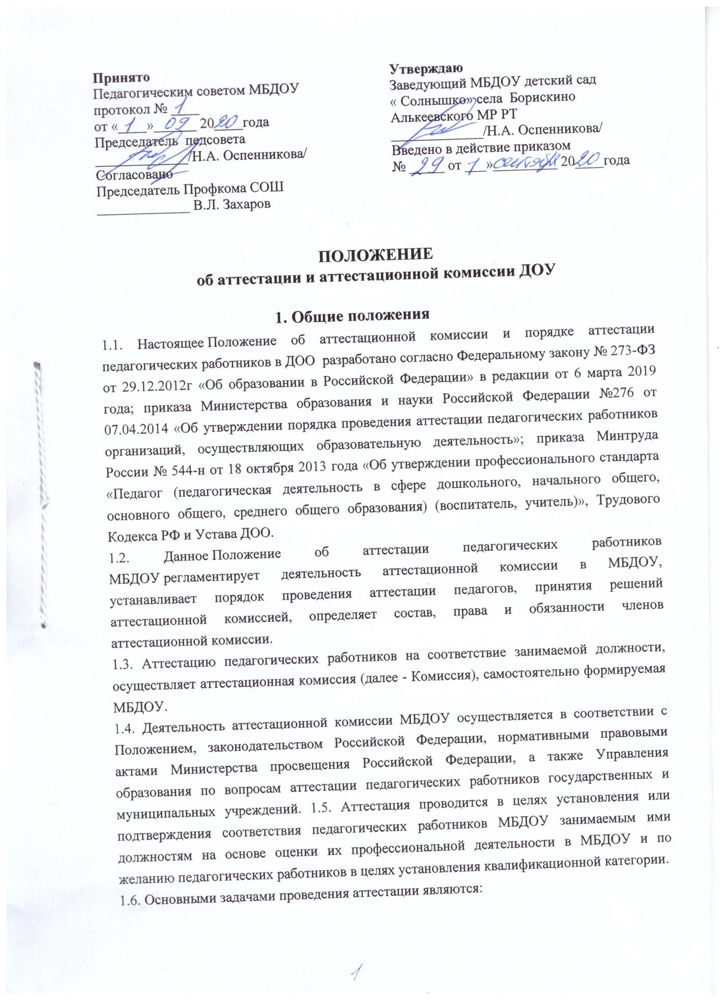 Принято
Педагогическим советом МБДОУ
протокол № 1
от « 1 » 09 2020 года
Председатель педсовета
/Н.А. Оспенникова/
Согласовано
Председатель Профкома СОШ
В.Л. Захаров
Утверждаю
Заведующий МБДОУ детский сад
« Солнышко» села Борискино
Алькеевского МР РТ
/Н.А. Оспенникова/
Введено в действие приказом
№ 29 от 1 » сентября 2020 года
ПОЛОЖЕНИЕ
об аттестации и аттестационной комиссии ДОУ
1. Общие положения
1.1. Настоящее Положение об аттестационной комиссии и порядке аттестации
педагогических работников в ДОО разработано согласно Федеральному закону № 273-ФЗ
от 29.12.2012г «Об образовании в Российской Федерации» в редакции от 6 марта 2019
года; приказа Министерства образования и науки Российской Федерации №276 от
07.04.2014 «Об утверждении порядка проведения аттестации педагогических работников
организаций, осуществляющих образовательную деятельность»; приказа Минтруда
России № 544-н от 18 октября 2013 года «Об утверждении профессионального стандарта
«Педагог (педагогическая деятельность в сфере дошкольного, начального общего,
основного общего, среднего общего образования) (воспитатель, учитель)», Трудового
Кодекса РФ и Устава ДОО.
1.2. Данное Положение об аттестации педагогических работников
МБДОУ регламентирует деятельность аттестационной комиссии в МБДОУ,
устанавливает порядок проведения аттестации педагогов, принятия решений
аттестационной комиссией, определяет состав, права и обязанности членов
аттестационной комиссии.
1.3. Аттестацию педагогических работников на соответствие занимаемой должности,
осуществляет аттестационная комиссия (далее - Комиссия), самостоятельно формируемая
МБДОУ.
1.4. Деятельность аттестационной комиссии МБДОУ осуществляется в соответствии с
Положением, законодательством Российской Федерации, нормативными правовыми
актами Министерства просвещения Российской Федерации, а также Управления
образования по вопросам аттестации педагогических работников государственных и
муниципальных учреждений. 1.5. Аттестация проводится в целях установления или
подтверждения соответствия педагогических работников МБДОУ занимаемым ими
должностям на основе оценки их профессиональной деятельности в МБДОУ и по
желанию педагогических работников в целях установления квалификационной категории.
1.6. Основными задачами проведения аттестации являются:
1